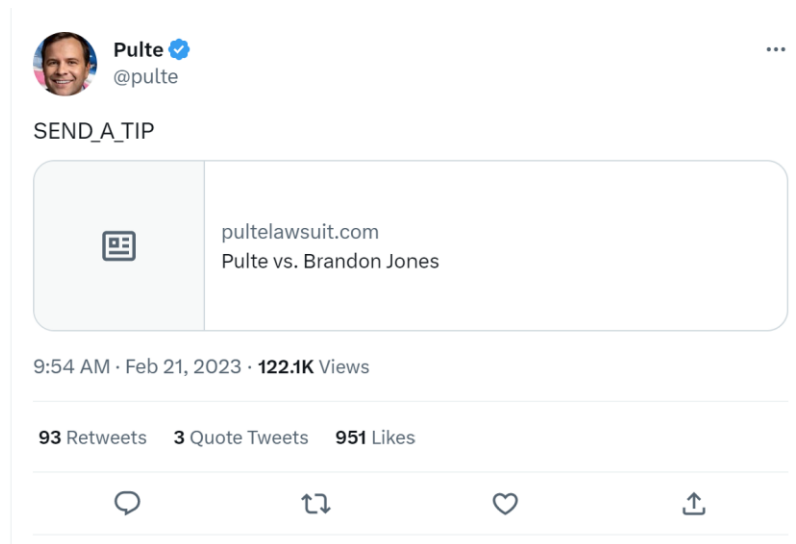 Pulte
@pulte
SEND_A_TIP
pultelawsuit.com
Pulte vs. Brandon Jones
9:54 AM · Feb 21, 2023 · 122.1K Views
93 Retweets 3 Quote Tweets 951 Likes